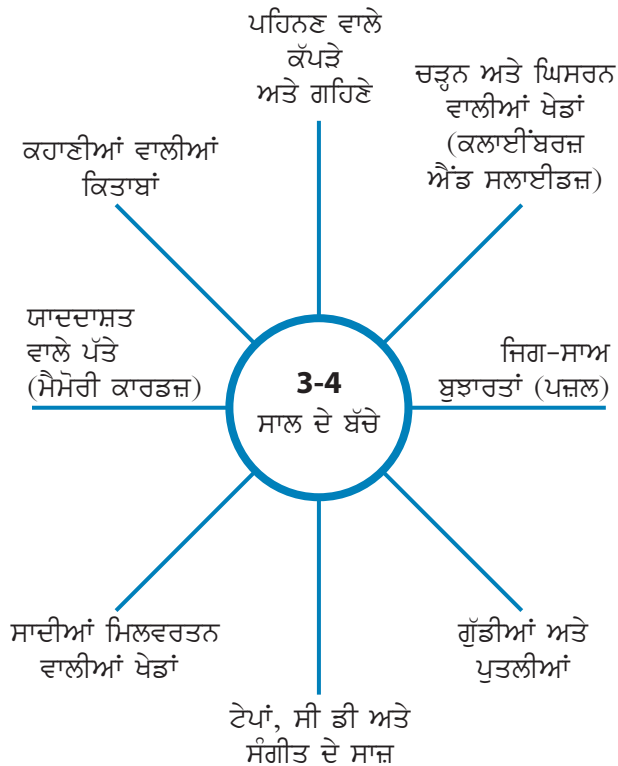 ਪਹਿਨਣ ਵਾਲੇ
ਕੱਪੜੇ
ਅਤੇ ਗਹਿਣੇ
ਚੜ੍ਹਨ ਅਤੇ ਘਿਸਰਨ
ਵਾਲੀਆਂ ਖੇਡਾਂ
(ਕਲਾਈਂਬਰਜ਼
ਐਂਡ ਸਲਾਈਡਜ਼)
ਜਿਗ-ਸਾਅ
ਬੁਝਾਰਤਾਂ (ਪਜ਼ਲ)
ਗੁੱਡੀਆਂ ਅਤੇ
ਪੁਤਲੀਆਂ
ਟੇਪਾਂ, ਸੀ ਡੀ ਅਤੇ
ਸੰਗੀਤ ਦੇ ਸਾਜ਼
ਸਾਦੀਆਂ ਮਿਲਵਰਤਨ
ਵਾਲੀਆਂ ਖੇਡਾਂ
ਯਾਦਦਾਸ਼ਤ
ਵਾਲੇ ਪੱਤੇ
(ਮੈਮੋਰੀ ਕਾਰਡਜ਼)
ਕਹਾਣੀਆਂ ਵਾਲੀਆਂ
ਕਿਤਾਬਾਂ
3-4
ਸਾਲ ਦੇ ਬੱਚੇ